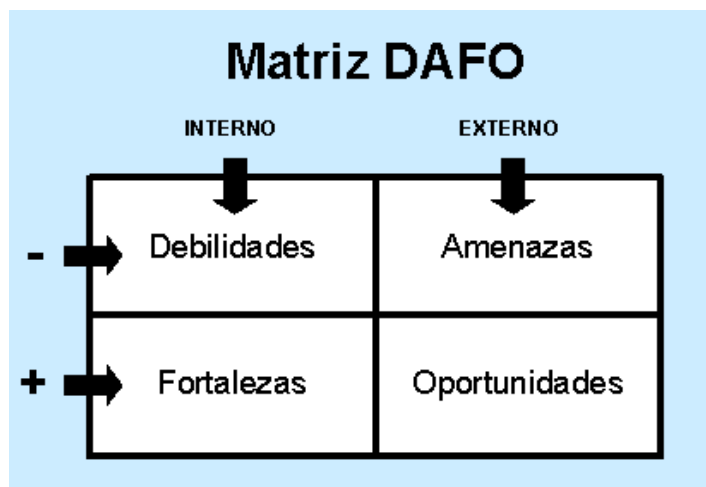 Matriz DAFO
INTERNO EXTERNO
- Debilidades Amenazas
+ Fortalezas Oportunidades